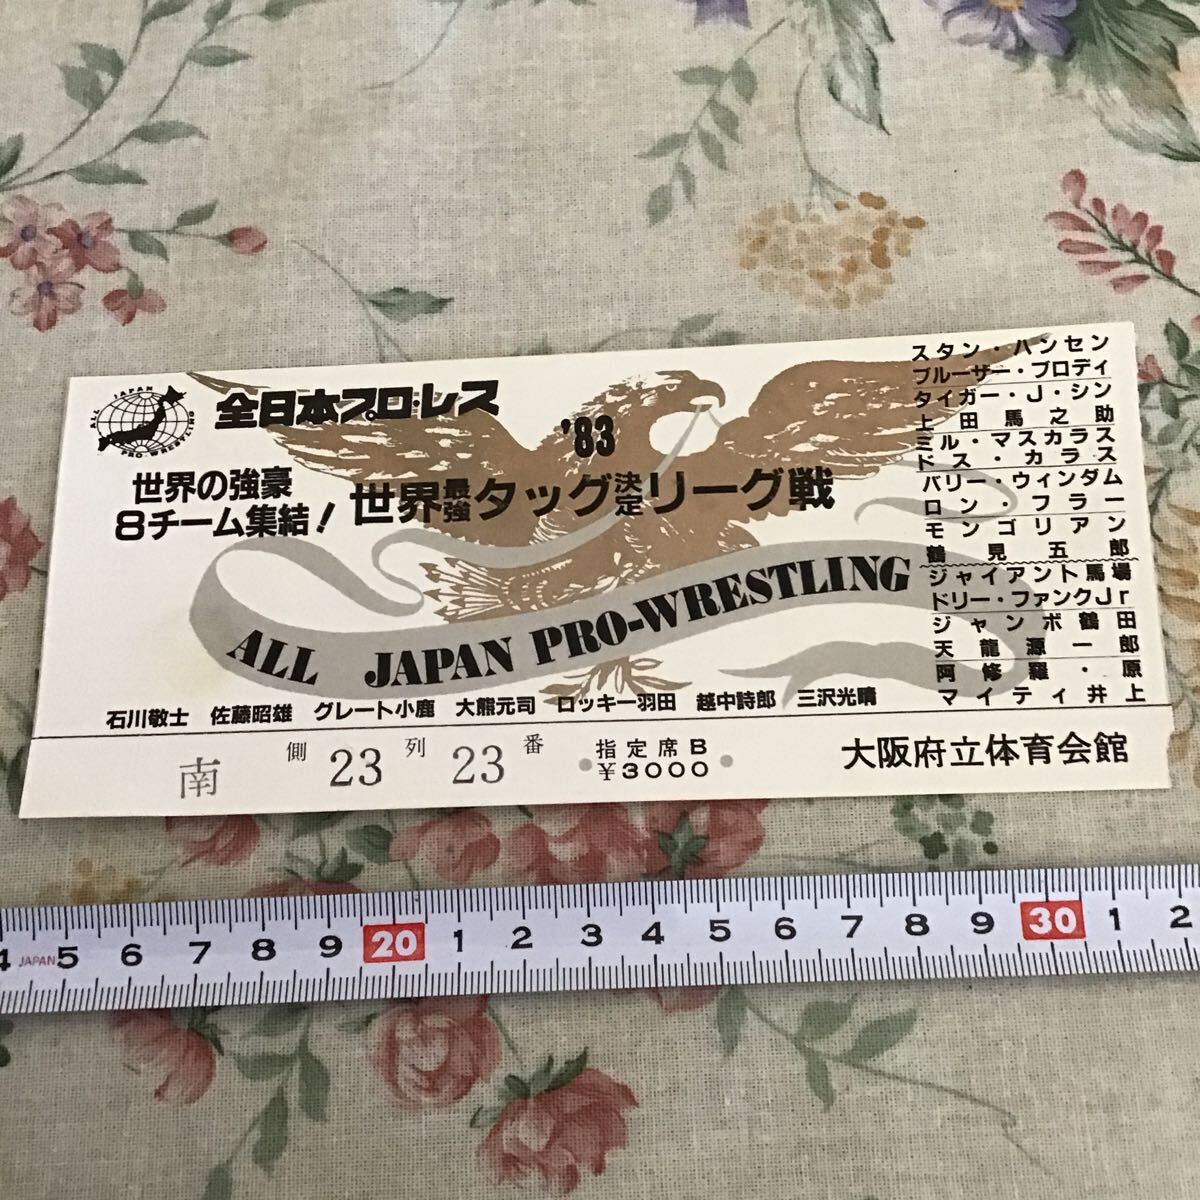 ALL JAPAN PRO-WRESTLING
全日本プロ・レス
'83
世界の強豪
8チーム集結！
世界最強タッグ決定リーグ戦
ALL JAPAN PRO-WRESTLING
スタン・ハンセン
ブルーザー・ブロディ
タイガー・J・シン
上田馬之助
ミル・マスカラス
ドス・カラス
バリー・ウィンダム
ロン・フラー
モンゴリアン
鶴見五郎
ジャイアント馬場
ドリー・ファンクJr
ジャンボ鶴田
天龍源一郎
阿修羅・原
マイティ井上
石川敬士 佐藤昭雄 グレート小鹿 大熊元司 ロッキー羽田 越中詩郎 三沢光晴
南側 23列 23番 指定席B ¥3000 大阪府立体育会館
4 JAPAN 5 6 7 8 9 20 1 2 3 4 5 6 7 8 9 30 1 2